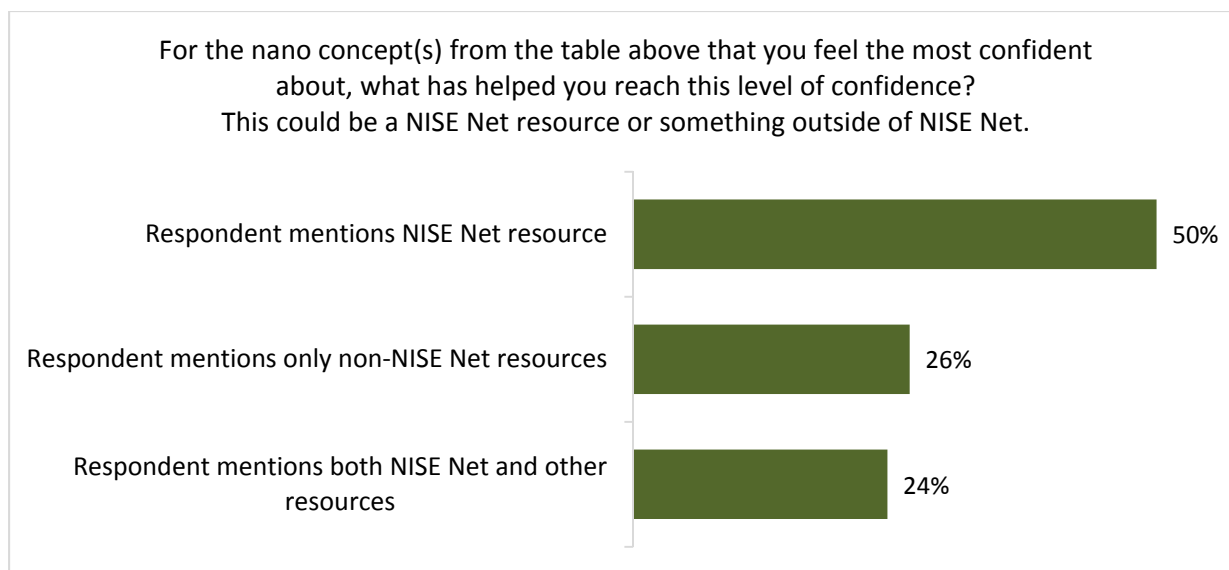 For the nano concept(s) from the table above that you feel the most confident
about, what has helped you reach this level of confidence?
This could be a NISE Net resource or something outside of NISE Net.
Respondent mentions NISE Net resource
50%
Respondent mentions only non-NISE Net resources
26%
Respondent mentions both NISE Net and other
resources
24%